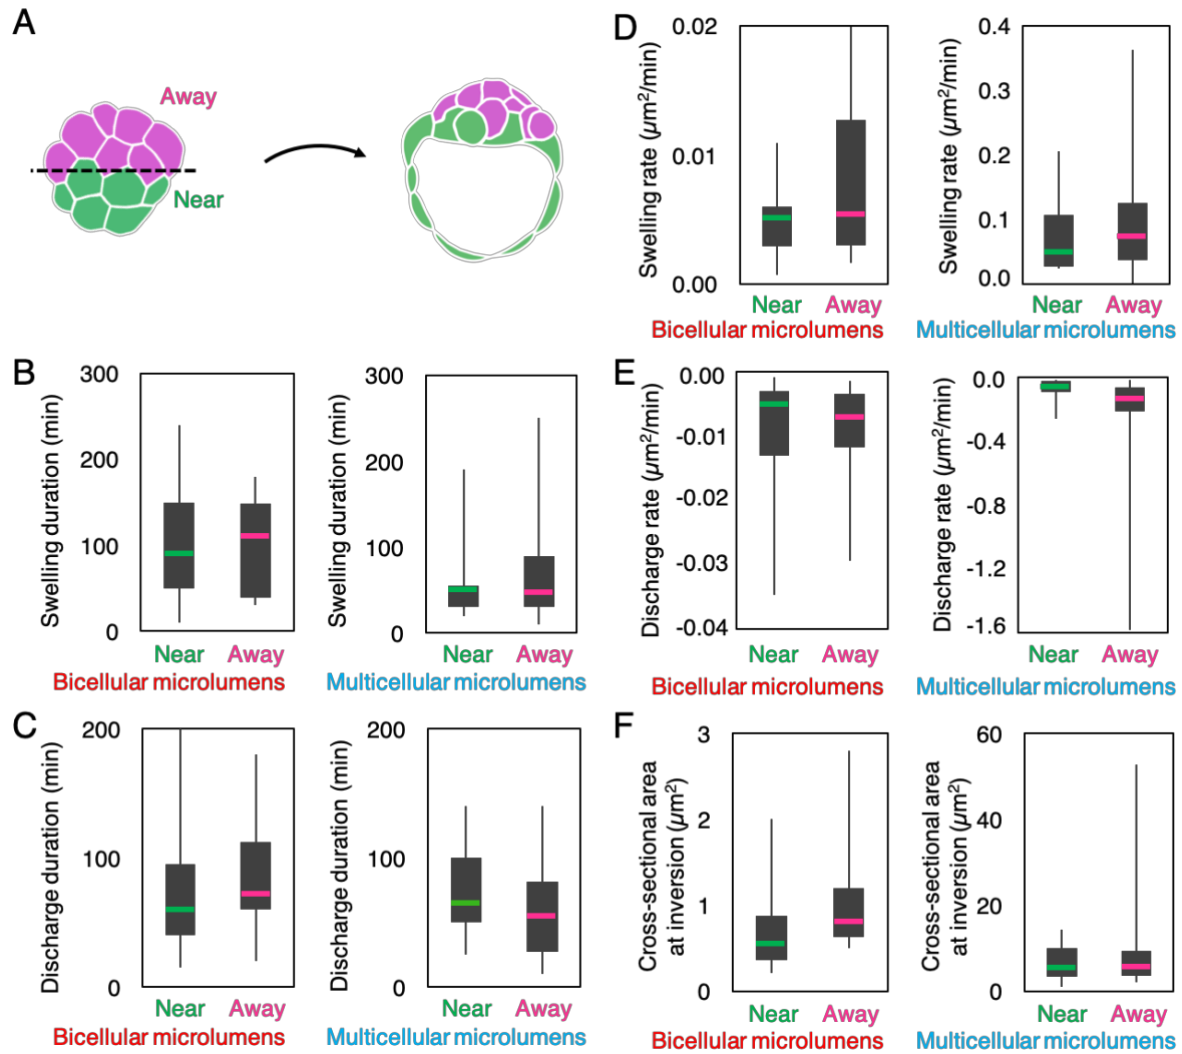 A
Away
Near
B
Swelling duration (min)
300
200
100
0
Near Away
Bicellular microlumens
Swelling duration (min)
300
200
100
0
Near Away
Multicellular microlumens
C
Discharge duration (min)
200
100
0
Near Away
Bicellular microlumens
Discharge duration (min)
200
100
0
Near Away
Multicellular microlumens
D
Swelling rate (μm²/min)
0.02
0.01
0.00
Near Away
Bicellular microlumens
Swelling rate (μm²/min)
0.4
0.3
0.2
0.1
0.0
Near Away
Multicellular microlumens
E
Discharge rate (μm²/min)
0.00
-0.01
-0.02
-0.03
-0.04
Near Away
Bicellular microlumens
Discharge rate (μm²/min)
0.0
-0.4
-0.8
-1.2
-1.6
Near Away
Multicellular microlumens
F
Cross-sectional area
at inversion (μm²)
3
2
1
0
Near Away
Bicellular microlumens
Cross-sectional area
at inversion (μm²)
60
40
20
0
Near Away
Multicellular microlumens